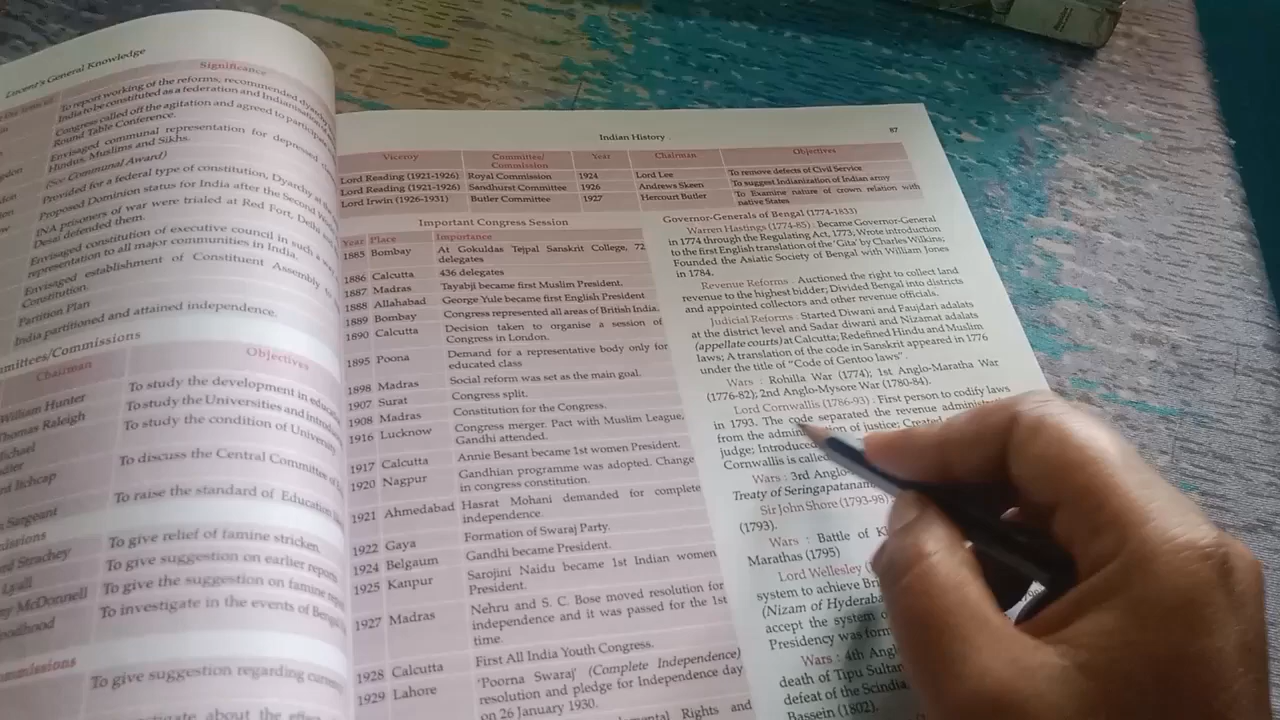 Lucent's General Knowledge
Significance
To report working of the reforms, recommended dyarchy
India to be constituted as a federation and Indianisation of
Congress called off the agitation and agreed to participate
Round Table Conference.
Envisaged communal representation for depressed
Hindus, Muslims and Sikhs.
(See Communal Award)
Provided for a federal type of constitution, Dyarchy at the
Proposed Dominion status for India after the Second
INA prisoners of war were trialed at Red Fort, Delhi
Desai defended them.
Envisaged constitution of executive council in such a
representation to all major communities in India.
Envisaged establishment of Constituent Assembly to
Constitution.
Partition Plan
India partitioned and attained independence.
Committees/Commissions
Chairman Objectives
William Hunter To study the development in
Thomas Raleigh To study the Universities and
To study the condition of University
To discuss the Central Committee of
Sargeant To raise the standard of Education
Strachey To give relief of famine stricken.
Lyall To give suggestion on earlier reports
McDonnell To give the suggestion on famine
To investigate in the events of
To give suggestion regarding
Indian History 87
Viceroy Committee/ Commission Year Chairman Objectives
Lord Reading (1921-1926) Royal Commission 1924 Lord Lee To remove defects of Civil Service
Lord Reading (1921-1926) Sandhurst Committee 1926 Andrews Skeen To suggest Indianization of Indian army
Lord Irwin (1926-1931) Butler Committee 1927 Hercourt Butler To Examine nature of crown relation with
native States
Important Congress Session
Year Place Importance
1885 Bombay At Gokuldas Tejpal Sanskrit College, 72
delegates
1886 Calcutta 436 delegates
1887 Madras Tayabji became first Muslim President.
1888 Allahabad George Yule became first English President.
1889 Bombay Congress represented all areas of British India.
1890 Calcutta Decision taken to organise a session of
Congress in London.
1895 Poona Demand for a representative body only for
educated class
1898 Madras Social reform was set as the main goal.
1907 Surat Congress split.
1908 Madras Constitution for the Congress.
1916 Lucknow Congress merger. Pact with Muslim League,
Gandhi attended.
1917 Calcutta Annie Besant became 1st women President.
1920 Nagpur Gandhian programme was adopted. Change
in congress constitution.
1921 Ahmedabad Hasrat Mohani demanded for complete
independence.
1922 Gaya Formation of Swaraj Party.
1924 Belgaum Gandhi became President.
1925 Kanpur Sarojini Naidu became 1st Indian women
President.
1927 Madras Nehru and S. C. Bose moved resolution for
independence and it was passed for the 1st
time.
1928 Calcutta First All India Youth Congress.
1929 Lahore 'Poorna Swaraj' (Complete Independence)
resolution and pledge for Independence day
on 26 January 1930.
Rights and
Governor-Generals of Bengal (1774-1833)
Warren Hastings (1774-85) : Became Governor-General
in 1774 through the Regulating Act, 1773, Wrote introduction
to the first English translation of the 'Gita' by Charles Wilkins;
Founded the Asiatic Society of Bengal with William Jones
in 1784.
Revenue Reforms : Auctioned the right to collect land
revenue to the highest bidder; Divided Bengal into districts
and appointed collectors and other revenue officials.
Judicial Reforms : Started Diwani and Faujdari adalats
at the district level and Sadar diwani and Nizamat adalats
(appellate courts) at Calcutta; Redefined Hindu and Muslim
laws; A translation of the code in Sanskrit appeared in 1776
under the title of "Code of Gentoo laws".
Wars : Rohilla War (1774); 1st Anglo-Maratha War
(1776-82); 2nd Anglo-Mysore War (1780-84).
Lord Cornwallis (1786-93) : First person to codify laws
in 1793. The code separated the revenue
from the administration of justice; Created
judge; Introduced
Cornwallis is called
Wars : 3rd Anglo
Treaty of Seringapatanam
Sir John Shore (1793-98)
(1793).
Wars : Battle of
Marathas (1795)
Lord Wellesley
system to achieve
(Nizam of Hyderabad
accept the system
Presidency was
Wars : 4th
death of Tipu Sultan
defeat of the Scindia,
Bassein (1802).